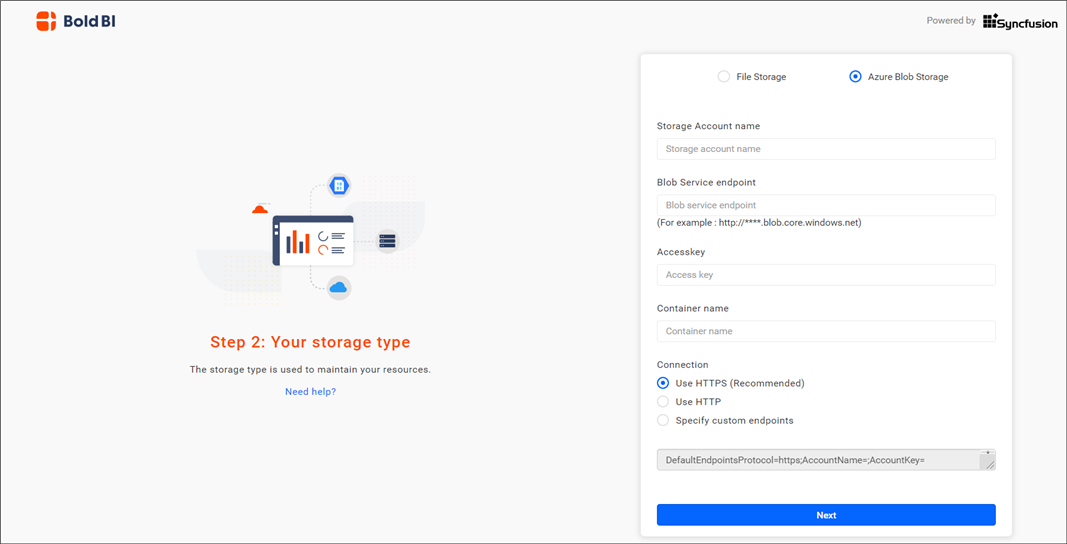 Bold BI
Powered by Syncfusion
File Storage
Azure Blob Storage
Storage Account name
Storage account name
Blob Service endpoint
Blob service endpoint
(For example : http://****.blob.core.windows.net)
Accesskey
Access key
Container name
Container name
Connection
Use HTTPS (Recommended)
Use HTTP
Specify custom endpoints
DefaultEndpointsProtocol=https;AccountName=;AccountKey=
Next
Step 2: Your storage type
The storage type is used to maintain your resources.
Need help?